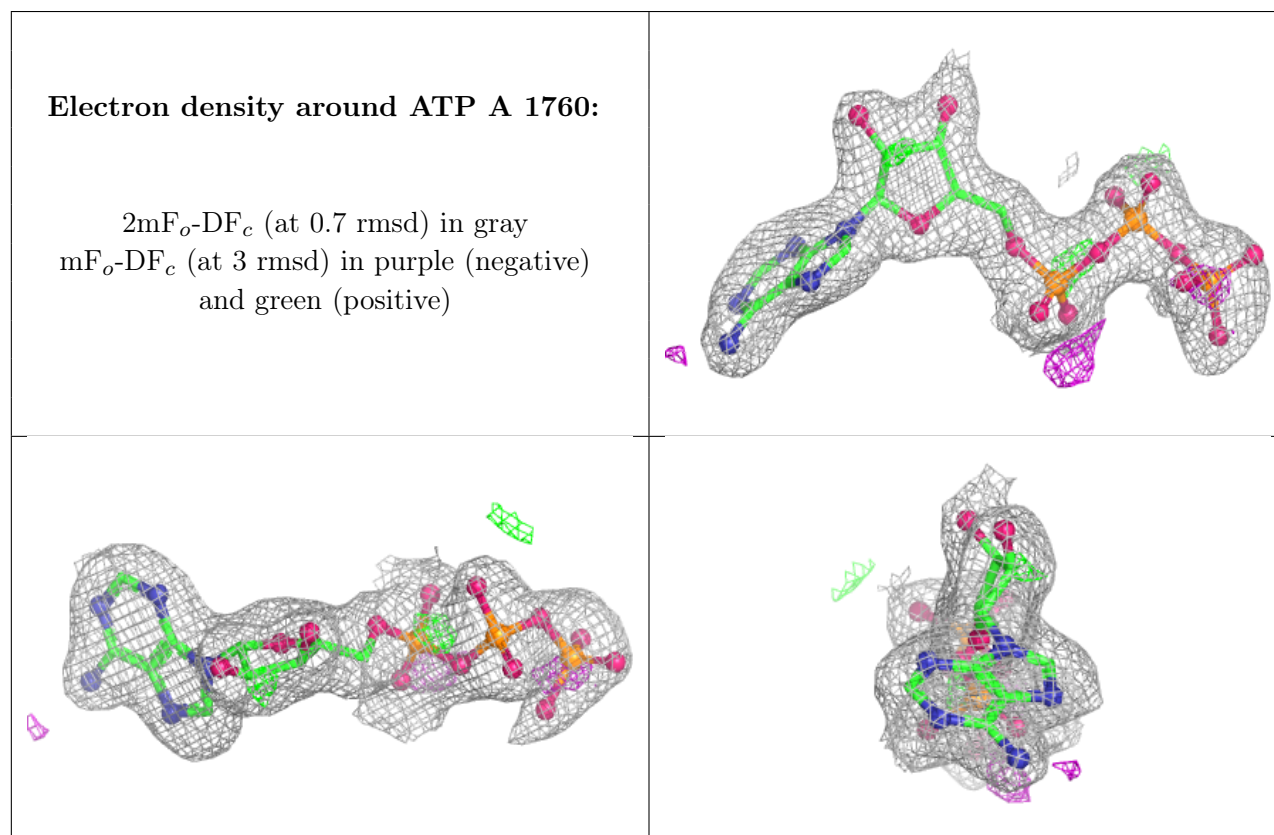 Electron density around ATP A 1760:
2mFo-DFc (at 0.7 rmsd) in gray
mFo-DFc (at 3 rmsd) in purple (negative)
and green (positive)